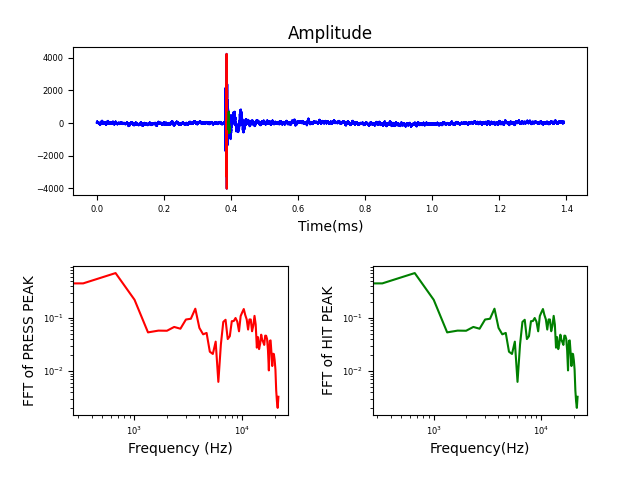 Amplitude
4000
2000
0
−2000
−4000
0.0 0.2 0.4 0.6 0.8 1.0 1.2 1.4
Time(ms)
FFT of PRESS PEAK
10⁻¹
10⁻²
10³ 10⁴
Frequency (Hz)
FFT of HIT PEAK
10⁻¹
10⁻²
10³ 10⁴
Frequency(Hz)